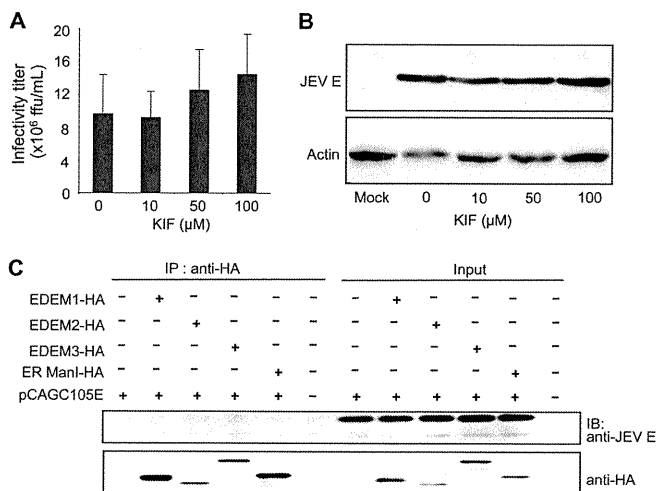 A
Infectivity titer
(x10⁶ ffu/mL)
20
16
12
8
4
0
0 10 50 100
KIF (µM)
B
JEV E
Actin
Mock 0 10 50 100
KIF (µM)
C
IP : anti-HA Input
EDEM1-HA - + - - - - - + - - - -
EDEM2-HA - - + - - - - - + - - -
EDEM3-HA - - - + - - - - - + - -
ER ManI-HA - - - - + - - - - - + -
pCAGC105E + + + + + - + + + + + -
IB:
anti-JEV E
anti-HA